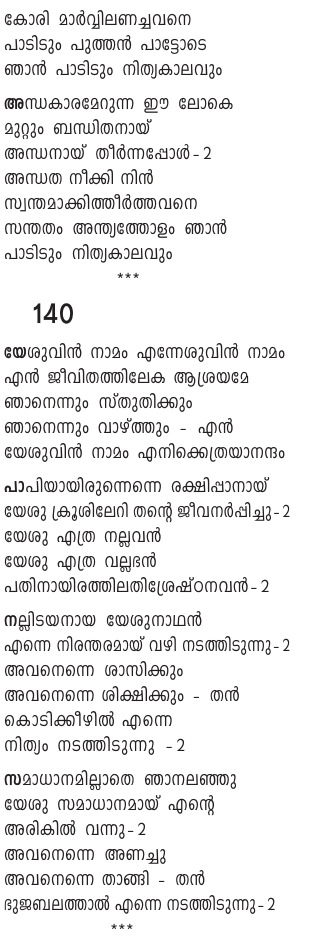 കോരി മാർവ്വിലണച്ചവനെ
പാടിടും പുത്തൻ പാട്ടോടെ
ഞാൻ പാടിടും നിത്യകാലവും
അന്ധകാരമേറുന്ന ഈ ലോകെ
മുറ്റും ബന്ധിതനായ്
അന്ധനായ് തീർന്നപ്പോൾ-2
അന്ധത നീക്കി നിൻ
സ്വന്തമാക്കിത്തീർത്തവനെ
സന്തതം അന്ത്യത്തോളം ഞാൻ
പാടിടും നിത്യകാലവും
***
140
യേശുവിൻ നാമം എന്നേശുവിൻ നാമം
എൻ ജീവിതത്തിലേക ആശ്രയമേ
ഞാനെന്നും സ്തുതിക്കും
ഞാനെന്നും വാഴ്ത്തും - എൻ
യേശുവിൻ നാമം എനിക്കെത്രയാനന്ദം
പാപിയായിരുന്നെന്നെ രക്ഷിപ്പാനായ്
യേശു ക്രൂശിലേറി തന്റെ ജീവനർപ്പിച്ചു-2
യേശു എത്ര നല്ലവൻ
യേശു എത്ര വല്ലഭൻ
പതിനായിരത്തിലതിശ്രേഷ്ഠനവൻ-2
നല്ലിടയനായ യേശുനാഥൻ
എന്നെ നിരന്തരമായ് വഴി നടത്തിടുന്നു-2
അവനെന്നെ ശാസിക്കും
അവനെന്നെ ശിക്ഷിക്കും - തൻ
കൊടിക്കീഴിൽ എന്നെ
നിത്യം നടത്തിടുന്നു -2
സമാധാനമില്ലാതെ ഞാനലഞ്ഞു
യേശു സമാധാനമായ് എന്റെ
അരികിൽ വന്നു-2
അവനെന്നെ അണച്ചു
അവനെന്നെ താങ്ങി - തൻ
ഭുജബലത്താൽ എന്നെ നടത്തിടുന്നു-2
***